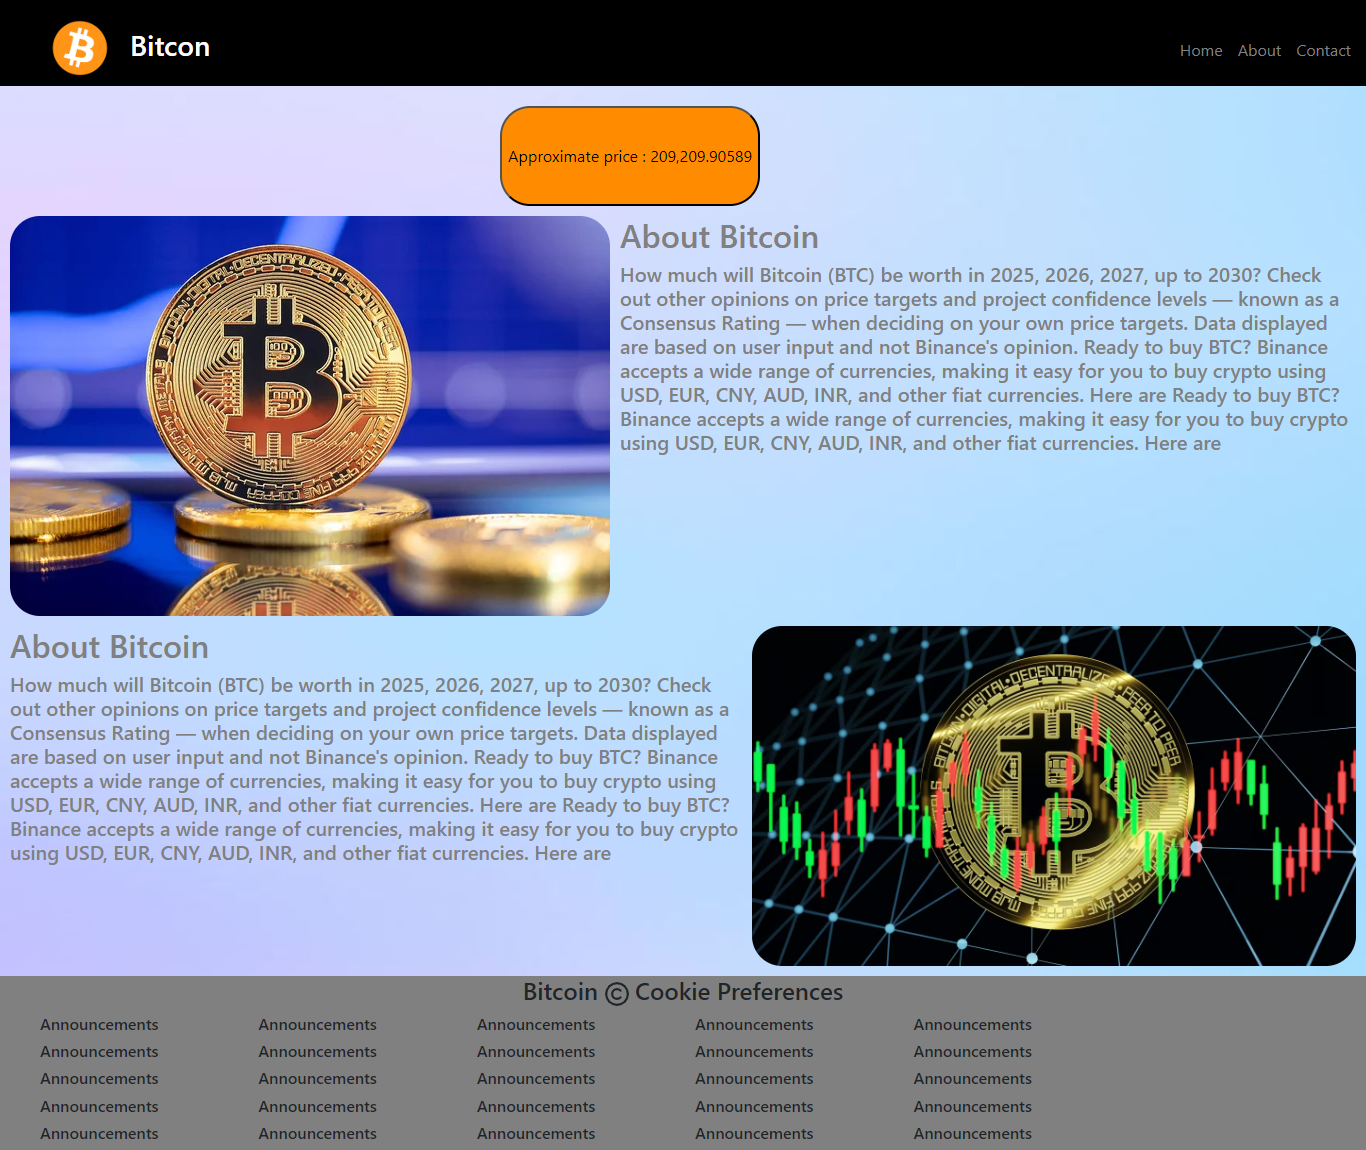 Bitcon
Home About Contact
Approximate price : 209,209.90589
About Bitcoin
How much will Bitcoin (BTC) be worth in 2025, 2026, 2027, up to 2030? Check
out other opinions on price targets and project confidence levels — known as a
Consensus Rating — when deciding on your own price targets. Data displayed
are based on user input and not Binance's opinion. Ready to buy BTC? Binance
accepts a wide range of currencies, making it easy for you to buy crypto using
USD, EUR, CNY, AUD, INR, and other fiat currencies. Here are Ready to buy BTC?
Binance accepts a wide range of currencies, making it easy for you to buy crypto
using USD, EUR, CNY, AUD, INR, and other fiat currencies. Here are
About Bitcoin
How much will Bitcoin (BTC) be worth in 2025, 2026, 2027, up to 2030? Check
out other opinions on price targets and project confidence levels — known as a
Consensus Rating — when deciding on your own price targets. Data displayed
are based on user input and not Binance's opinion. Ready to buy BTC? Binance
accepts a wide range of currencies, making it easy for you to buy crypto using
USD, EUR, CNY, AUD, INR, and other fiat currencies. Here are Ready to buy BTC?
Binance accepts a wide range of currencies, making it easy for you to buy crypto
using USD, EUR, CNY, AUD, INR, and other fiat currencies. Here are
Bitcoin © Cookie Preferences
Announcements Announcements Announcements Announcements Announcements
Announcements Announcements Announcements Announcements Announcements
Announcements Announcements Announcements Announcements Announcements
Announcements Announcements Announcements Announcements Announcements
Announcements Announcements Announcements Announcements Announcements